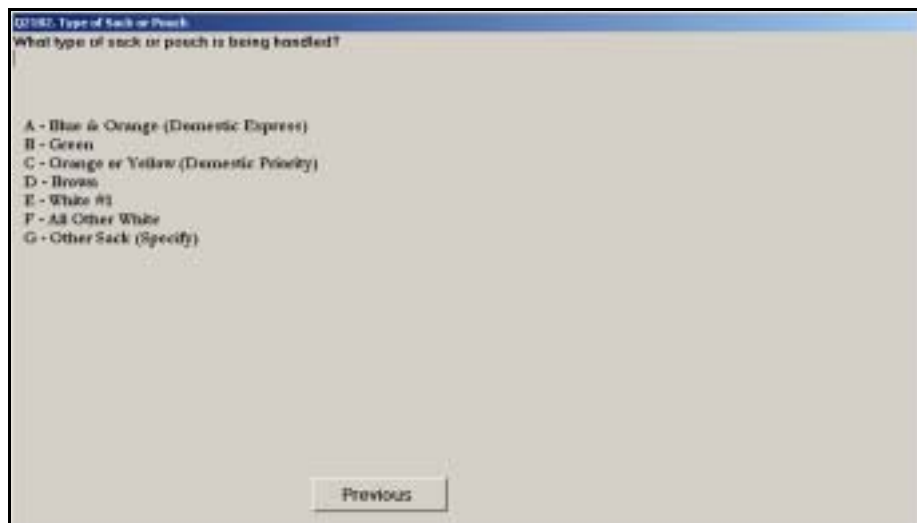 Q21B2. Type of Sack or Pouch
What type of sack or pouch is being handled?
A - Blue & Orange (Domestic Express)
B - Green
C - Orange or Yellow (Domestic Priority)
D - Brown
E - White #1
F - All Other White
G - Other Sack (Specify)
Previous